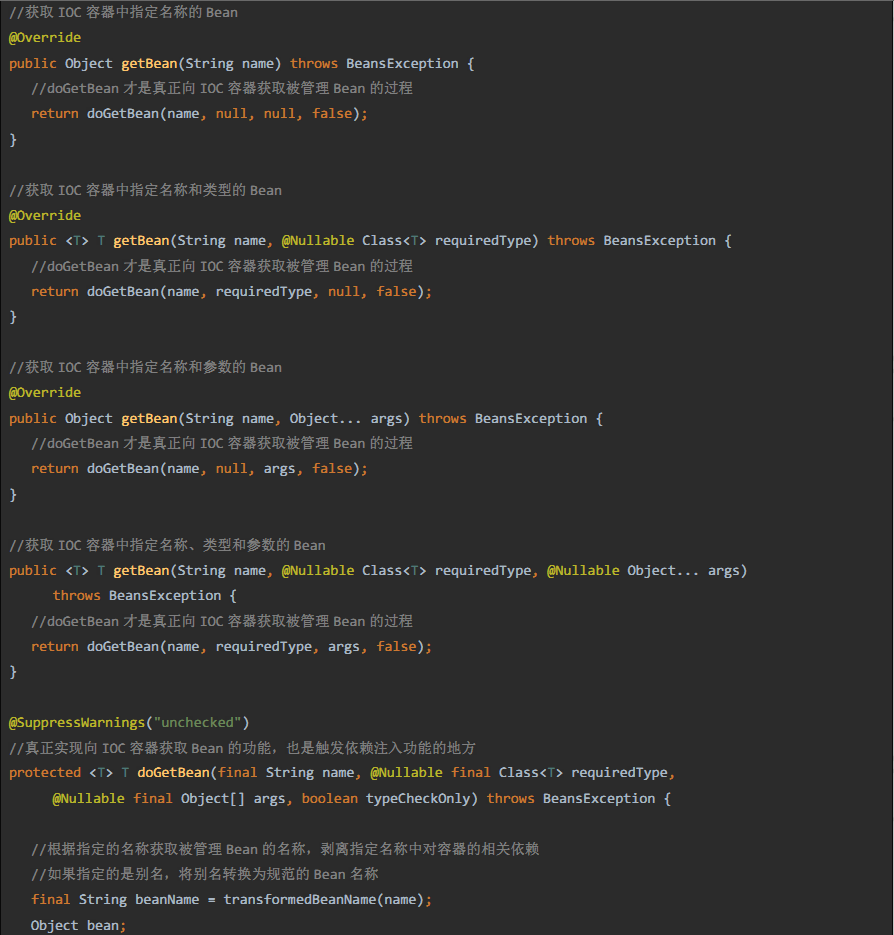 //获取 IOC 容器中指定名称的 Bean
@Override
public Object getBean(String name) throws BeansException {
//doGetBean 才是真正向 IOC 容器获取被管理 Bean 的过程
return doGetBean(name, null, null, false);
}
//获取 IOC 容器中指定名称和类型的 Bean
@Override
public <T> T getBean(String name, @Nullable Class<T> requiredType) throws BeansException {
//doGetBean 才是真正向 IOC 容器获取被管理 Bean 的过程
return doGetBean(name, requiredType, null, false);
}
//获取 IOC 容器中指定名称和参数的 Bean
@Override
public Object getBean(String name, Object... args) throws BeansException {
//doGetBean 才是真正向 IOC 容器获取被管理 Bean 的过程
return doGetBean(name, null, args, false);
}
//获取 IOC 容器中指定名称、类型和参数的 Bean
public <T> T getBean(String name, @Nullable Class<T> requiredType, @Nullable Object... args)
throws BeansException {
//doGetBean 才是真正向 IOC 容器获取被管理 Bean 的过程
return doGetBean(name, requiredType, args, false);
}
@SuppressWarnings("unchecked")
//真正实现向 IOC 容器获取 Bean 的功能，也是触发依赖注入功能的地方
protected <T> T doGetBean(final String name, @Nullable final Class<T> requiredType,
@Nullable final Object[] args, boolean typeCheckOnly) throws BeansException {
//根据指定的名称获取被管理 Bean 的名称，剥离指定名称中对容器的相关依赖
//如果指定的是别名，将别名转换为规范的 Bean 名称
final String beanName = transformedBeanName(name);
Object bean;